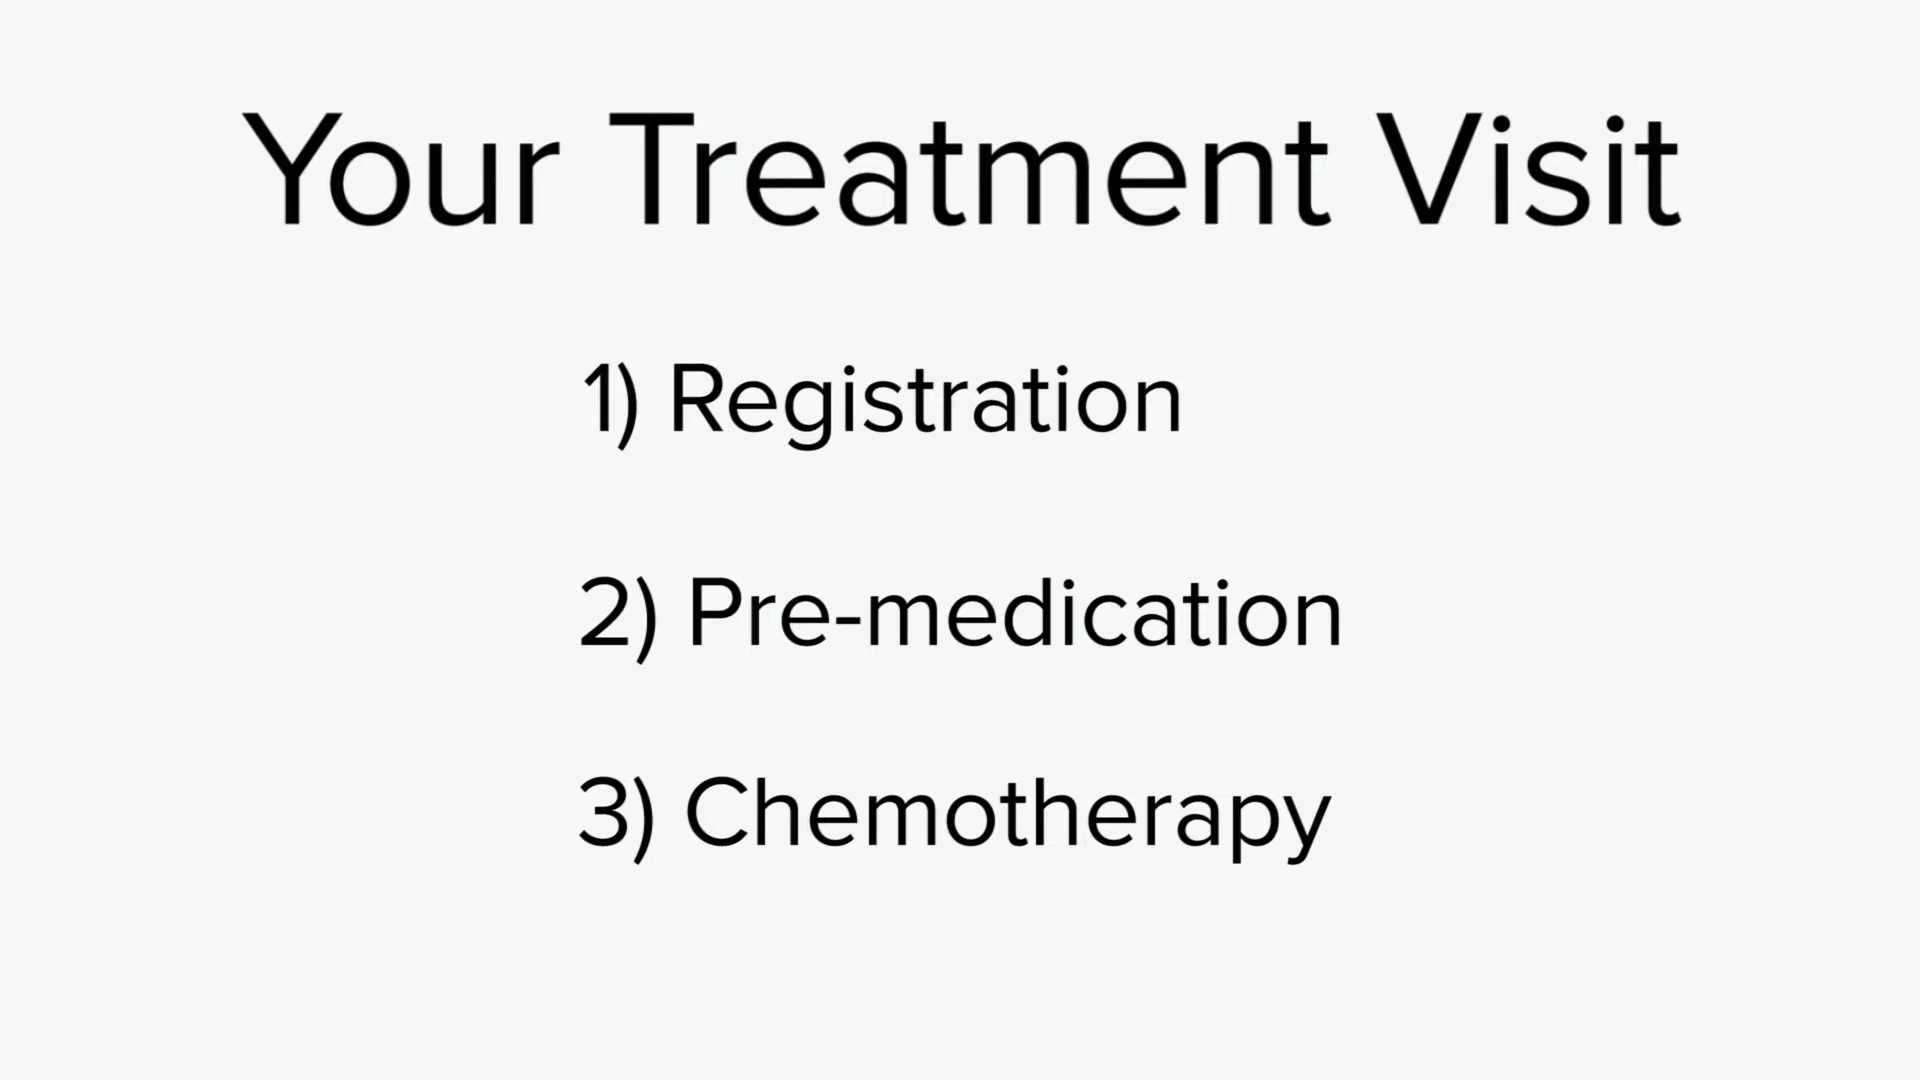 Your Treatment Visit
1) Registration
2) Pre-medication
3) Chemotherapy